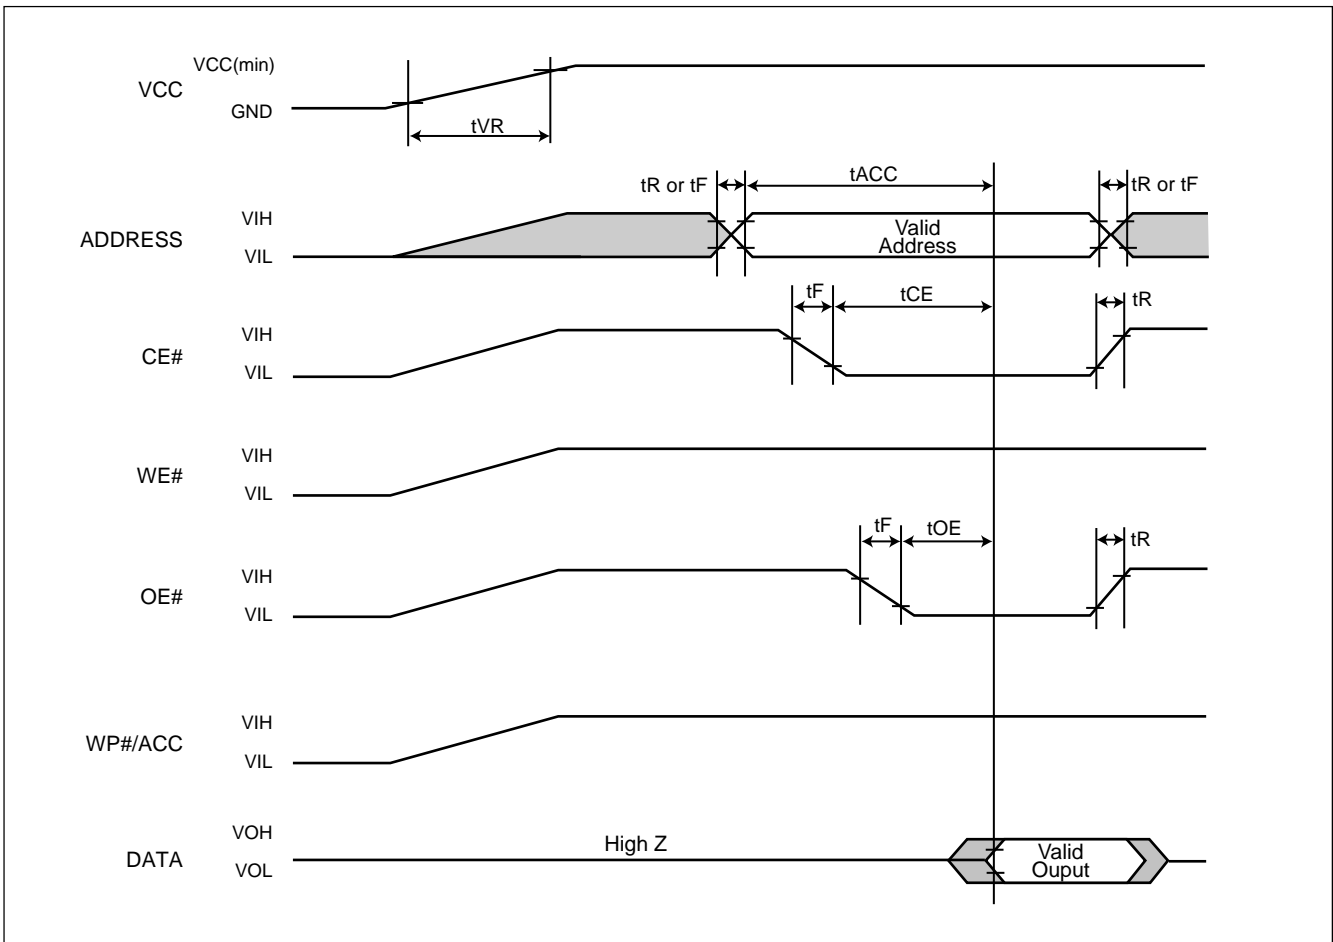 VCC(min)
VCC
GND
tVR
tR or tF
tACC
tR or tF
VIH
ADDRESS
VIL
Valid
Address
tF
tCE
tR
VIH
CE#
VIL
VIH
WE#
VIL
tF
tOE
tR
VIH
OE#
VIL
VIH
WP#/ACC
VIL
VOH
DATA
VOL
High Z
Valid
Ouput